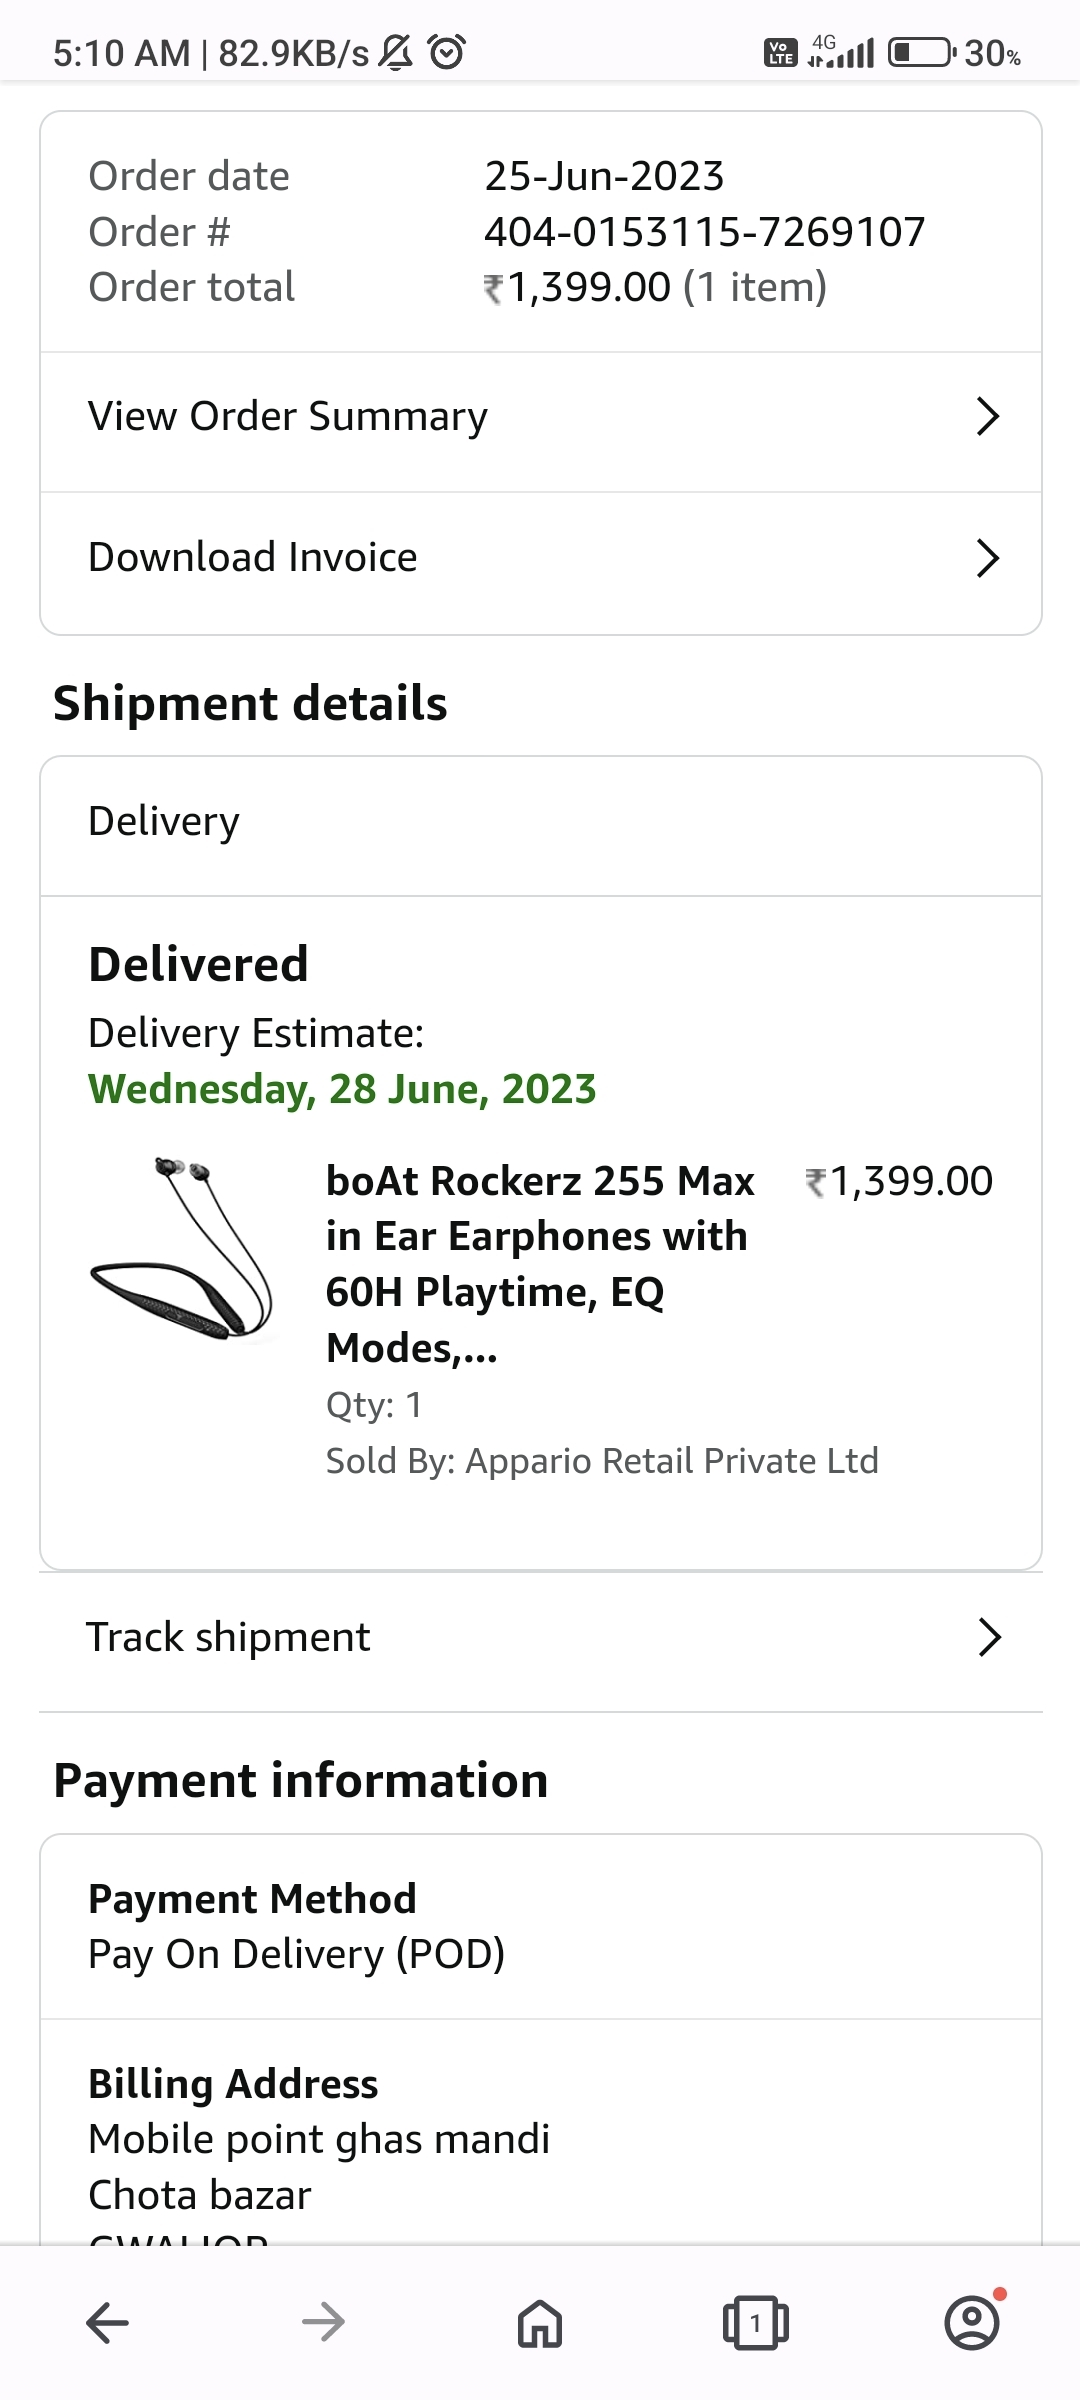 5:10 AM | 82.9KB/s
Vo LTE 4G 30%
Order date 25-Jun-2023
Order # 404-0153115-7269107
Order total ₹1,399.00 (1 item)
View Order Summary
Download Invoice
Shipment details
Delivery
Delivered
Delivery Estimate:
Wednesday, 28 June, 2023
boAt Rockerz 255 Max ₹1,399.00
in Ear Earphones with
60H Playtime, EQ
Modes,...
Qty: 1
Sold By: Appario Retail Private Ltd
Track shipment
Payment information
Payment Method
Pay On Delivery (POD)
Billing Address
Mobile point ghas mandi
Chota bazar
GWALIOR
1